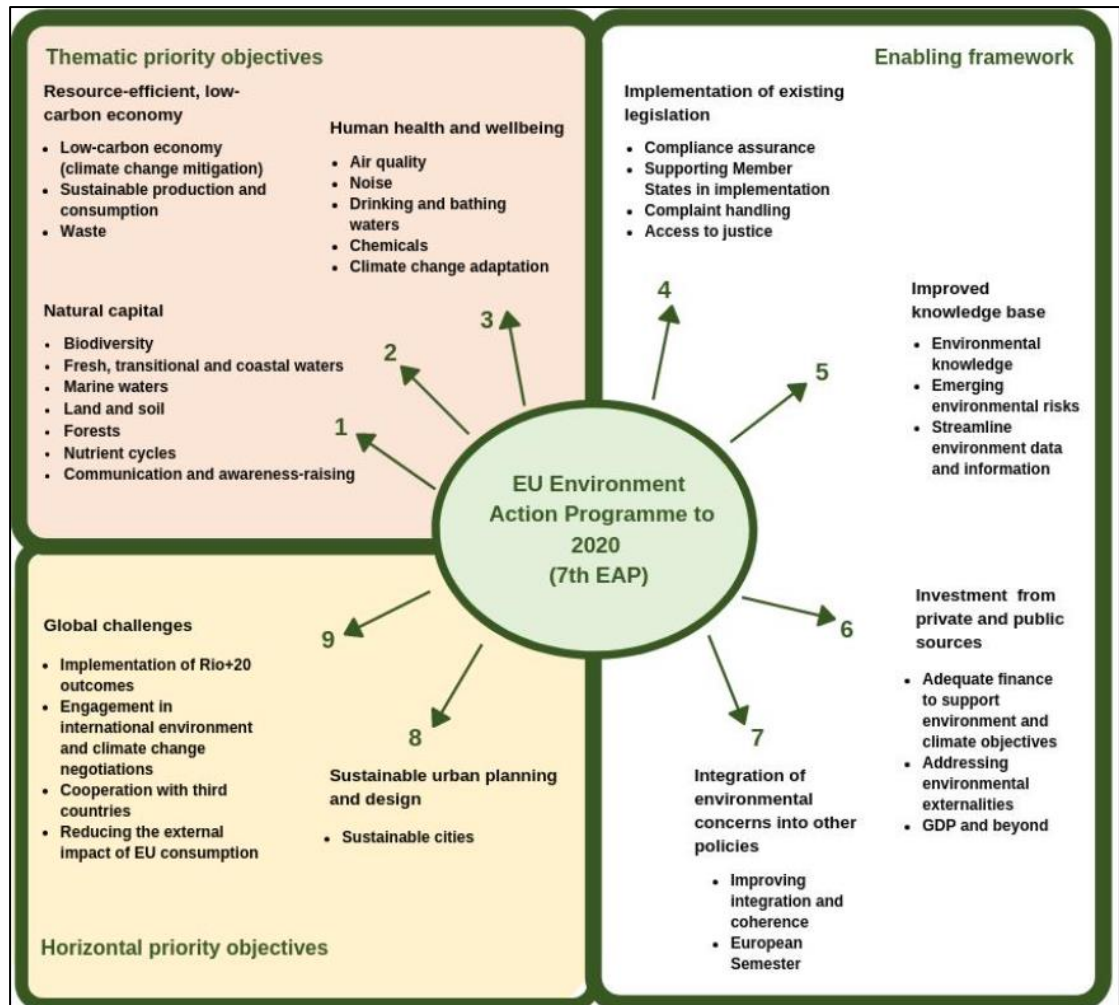 Thematic priority objectives
Resource-efficient, low-
carbon economy
• Low-carbon economy
(climate change mitigation)
• Sustainable production and
consumption
• Waste
Human health and wellbeing
• Air quality
• Noise
• Drinking and bathing
waters
• Chemicals
• Climate change adaptation
Natural capital
• Biodiversity
• Fresh, transitional and coastal waters
• Marine waters
• Land and soil
• Forests
• Nutrient cycles
• Communication and awareness-raising
1
2
3
Enabling framework
Implementation of existing
legislation
• Compliance assurance
• Supporting Member
States in implementation
• Complaint handling
• Access to justice
4
Improved
knowledge base
• Environmental
knowledge
• Emerging
environmental risks
• Streamline
environment data
and information
5
EU Environment
Action Programme to
2020
(7th EAP)
Investment from
private and public
sources
• Adequate finance
to support
environment and
climate objectives
• Addressing
environmental
externalities
• GDP and beyond
6
7
Integration of
environmental
concerns into other
policies
• Improving
integration and
coherence
• European
Semester
8
Sustainable urban planning
and design
• Sustainable cities
9
Global challenges
• Implementation of Rio+20
outcomes
• Engagement in
international environment
and climate change
negotiations
• Cooperation with third
countries
• Reducing the external
impact of EU consumption
Horizontal priority objectives